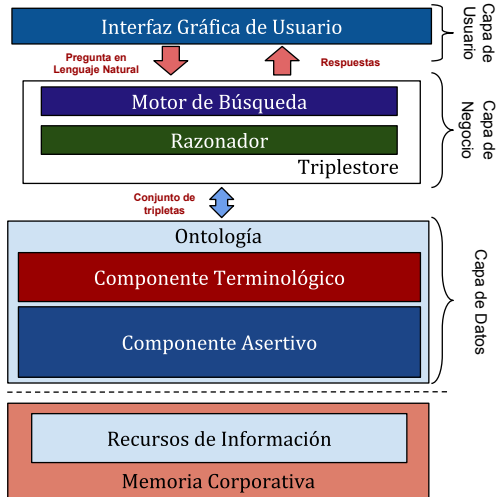 Interfaz Gráfica de Usuario
Capa de
Usuario
Pregunta en
Lenguaje Natural
Respuestas
Motor de Búsqueda
Razonador
Triplestore
Capa de
Negocio
Conjunto de
tripletas
Ontología
Componente Terminológico
Componente Asertivo
Capa de Datos
Recursos de Información
Memoria Corporativa